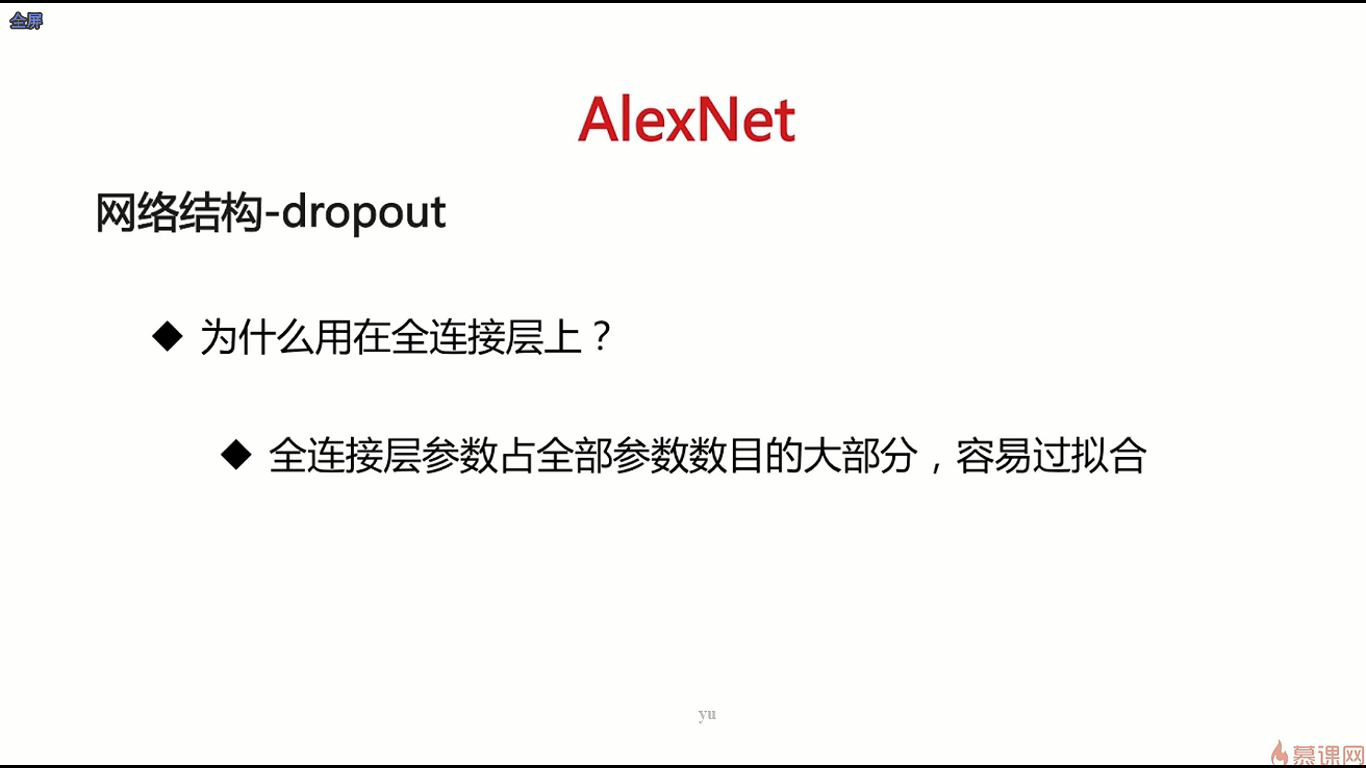 全屏
AlexNet
网络结构-dropout
◆ 为什么用在全连接层上？
◆ 全连接层参数占全部参数数目的大部分，容易过拟合
yu
慕课网